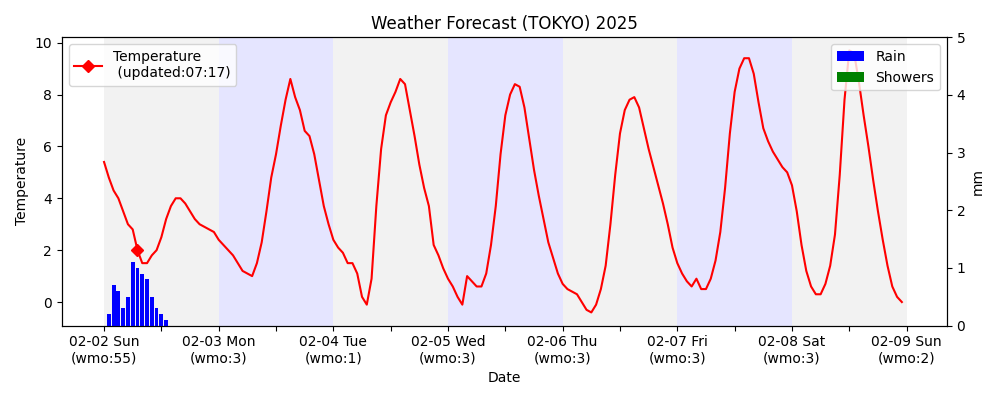 Weather Forecast (TOKYO) 2025
Temperature
(updated:07:17)
Rain
Showers
Temperature
10
8
6
4
2
0
5
4
3
2
1
0
mm
02-02 Sun
(wmo:55)
02-03 Mon
(wmo:3)
02-04 Tue
(wmo:1)
02-05 Wed
(wmo:3)
02-06 Thu
(wmo:3)
02-07 Fri
(wmo:3)
02-08 Sat
(wmo:3)
02-09 Sun
(wmo:2)
Date